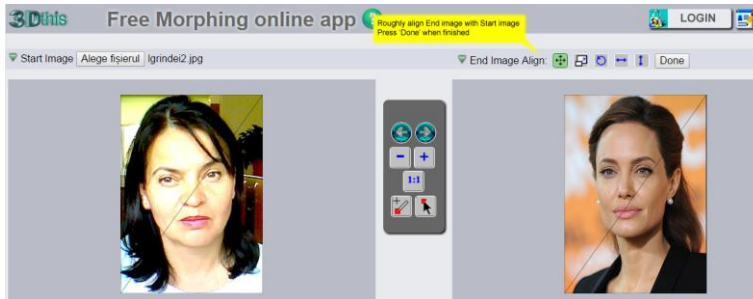 3Dthis
Free Morphing online app
?
Roughly align End image with Start image
Press 'Done' when finished
LOGIN
Start Image Alege fișierul lgrindei2.jpg
End Image Align: Done
- +
1:1